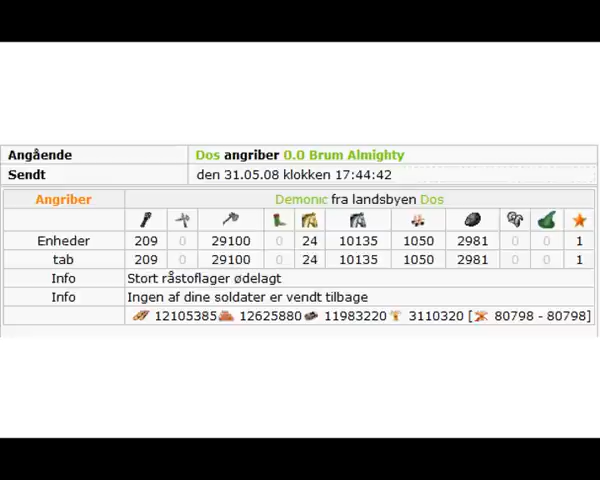 Angående Dos angriber 0.0 Brum Almighty
Sendt den 31.05.08 klokken 17:44:42
Angriber Demonic fra landsbyen Dos
Enheder 209 0 29100 0 24 10135 1050 2981 0 0 1
tab 209 0 29100 0 24 10135 1050 2981 0 0 1
Info Stort råstoflager ødelagt
Info Ingen af dine soldater er vendt tilbage
12105385 12625880 11983220 3110320 [ 80798 - 80798]